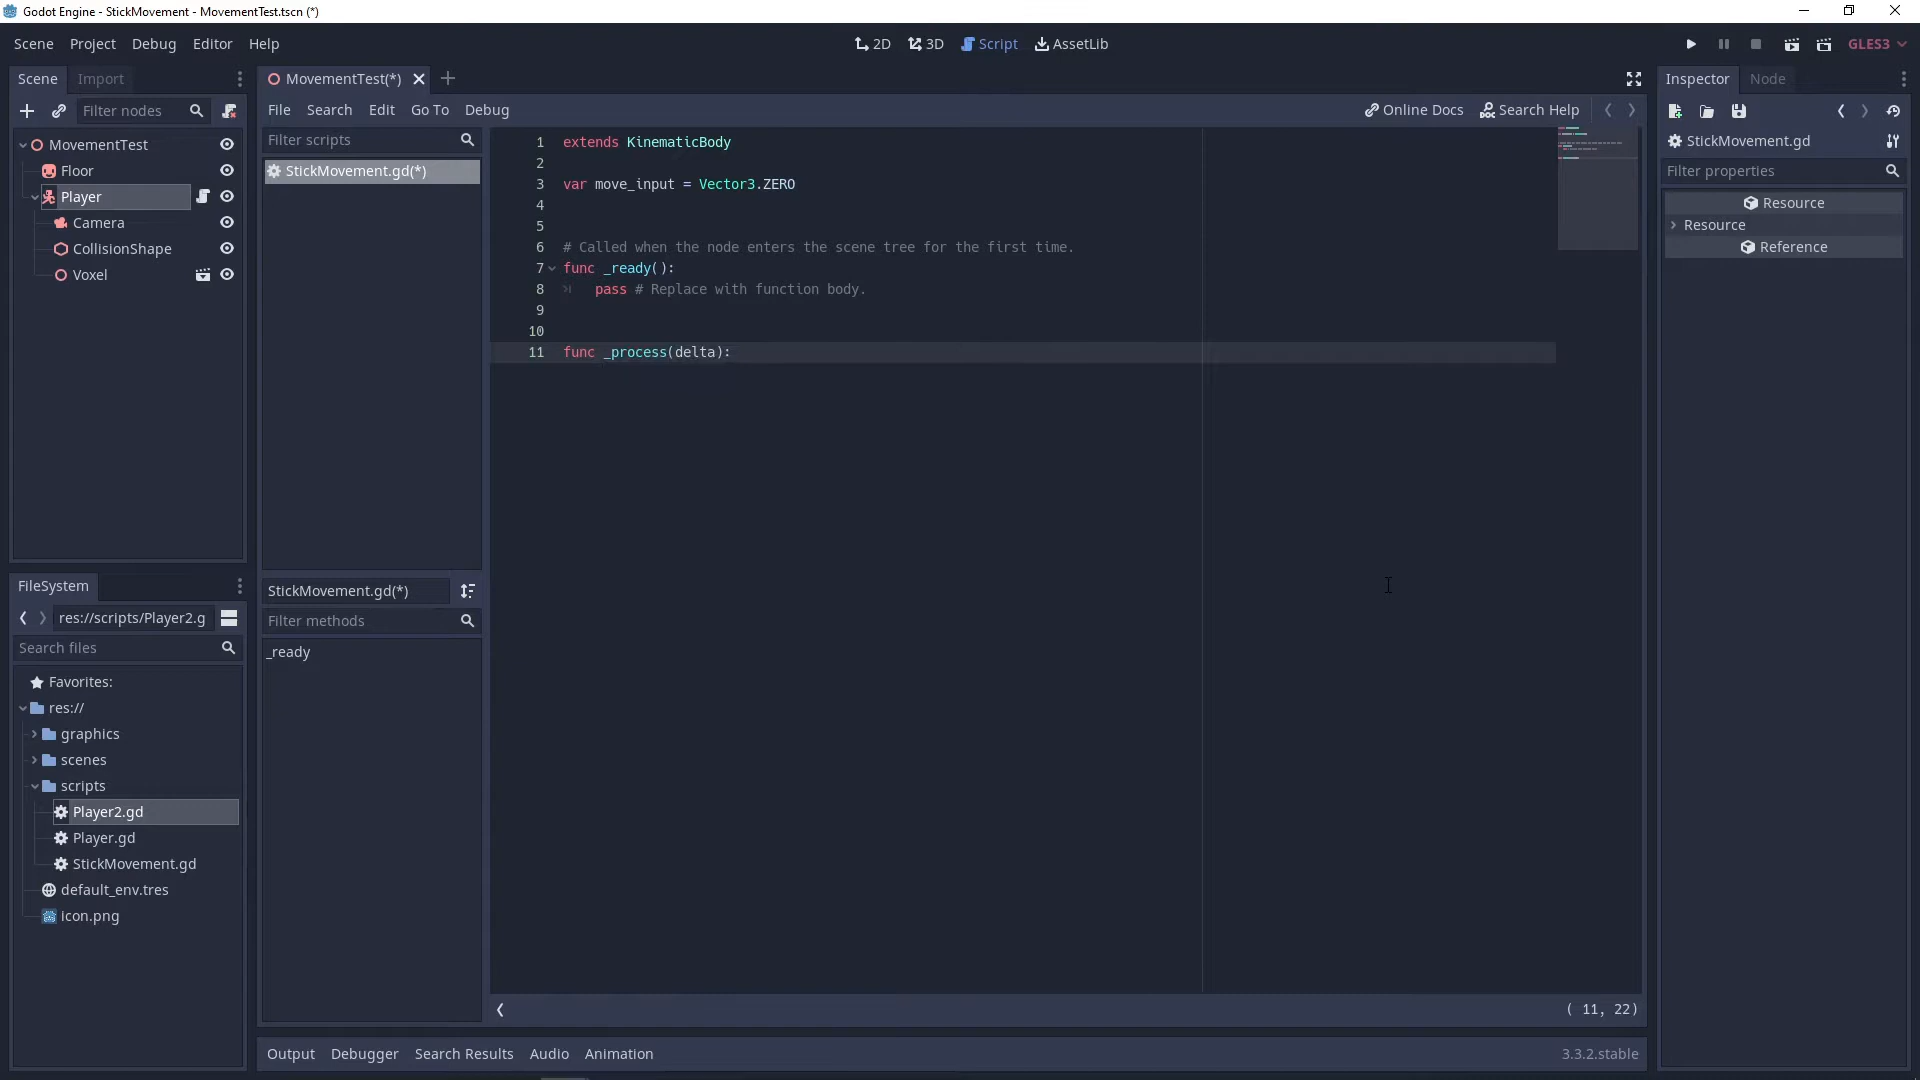 Godot Engine - StickMovement - MovementTest.tscn (*)
Scene Project Debug Editor Help
2D 3D Script AssetLib
GLES3
Scene Import
Filter nodes
MovementTest
Floor
Player
Camera
CollisionShape
Voxel
FileSystem
res://scripts/Player2.g
Search files
Favorites:
res://
graphics
scenes
scripts
Player2.gd
Player.gd
StickMovement.gd
default_env.tres
icon.png
MovementTest(*)
File Search Edit Go To Debug
Online Docs Search Help
Filter scripts
StickMovement.gd(*)
StickMovement.gd(*)
Filter methods
_ready
1 extends KinematicBody
2
3 var move_input = Vector3.ZERO
4
5
6 # Called when the node enters the scene tree for the first time.
7 func _ready():
8 pass # Replace with function body.
9
10
11 func _process(delta):
( 11, 22)
Output Debugger Search Results Audio Animation
3.3.2.stable
Inspector Node
StickMovement.gd
Filter properties
Resource
Resource
Reference